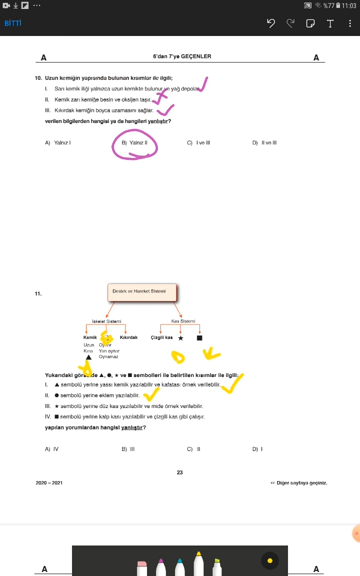 %77 11:03
BİTTİ
T
A 6'dan 7'ye GEÇENLER A
10. Uzun kemiğin yapısında bulunan kısımlar ile ilgili;
I. Sarı kemik iliği yalnızca uzun kemikte bulunur ve yağ depolar.
II. Kemik zarı kemiğe besin ve oksijen taşır.
III. Kıkırdak kemiğin boyca uzamasını sağlar.
verilen bilgilerden hangisi ya da hangileri yanlıştır?
A) Yalnız I B) Yalnız II C) I ve III D) II ve III
11.
Destek ve Hareket Sistemi
İskelet Sistemi Kas Sistemi
Kemik Kıkırdak Çizgili kas ★ ■
Uzun Oynar
Kısa Yarı oynar
▲ Oynamaz
Yukarıdaki görselde ▲, ●, ★ ve ■ sembolleri ile belirtilen kısımlar ile ilgili;
I. ▲ sembolü yerine yassı kemik yazılabilir ve kafatası örnek verilebilir.
II. ● sembolü yerine eklem yazılabilir.
III. ★ sembolü yerine düz kas yazılabilir ve mide örnek verilebilir.
IV. ■ sembolü yerine kalp kası yazılabilir ve çizgili kas gibi çalışır.
yapılan yorumlardan hangisi yanlıştır?
A) IV B) III C) II D) I
23
2020 – 2021 Diğer sayfaya geçiniz.
A A